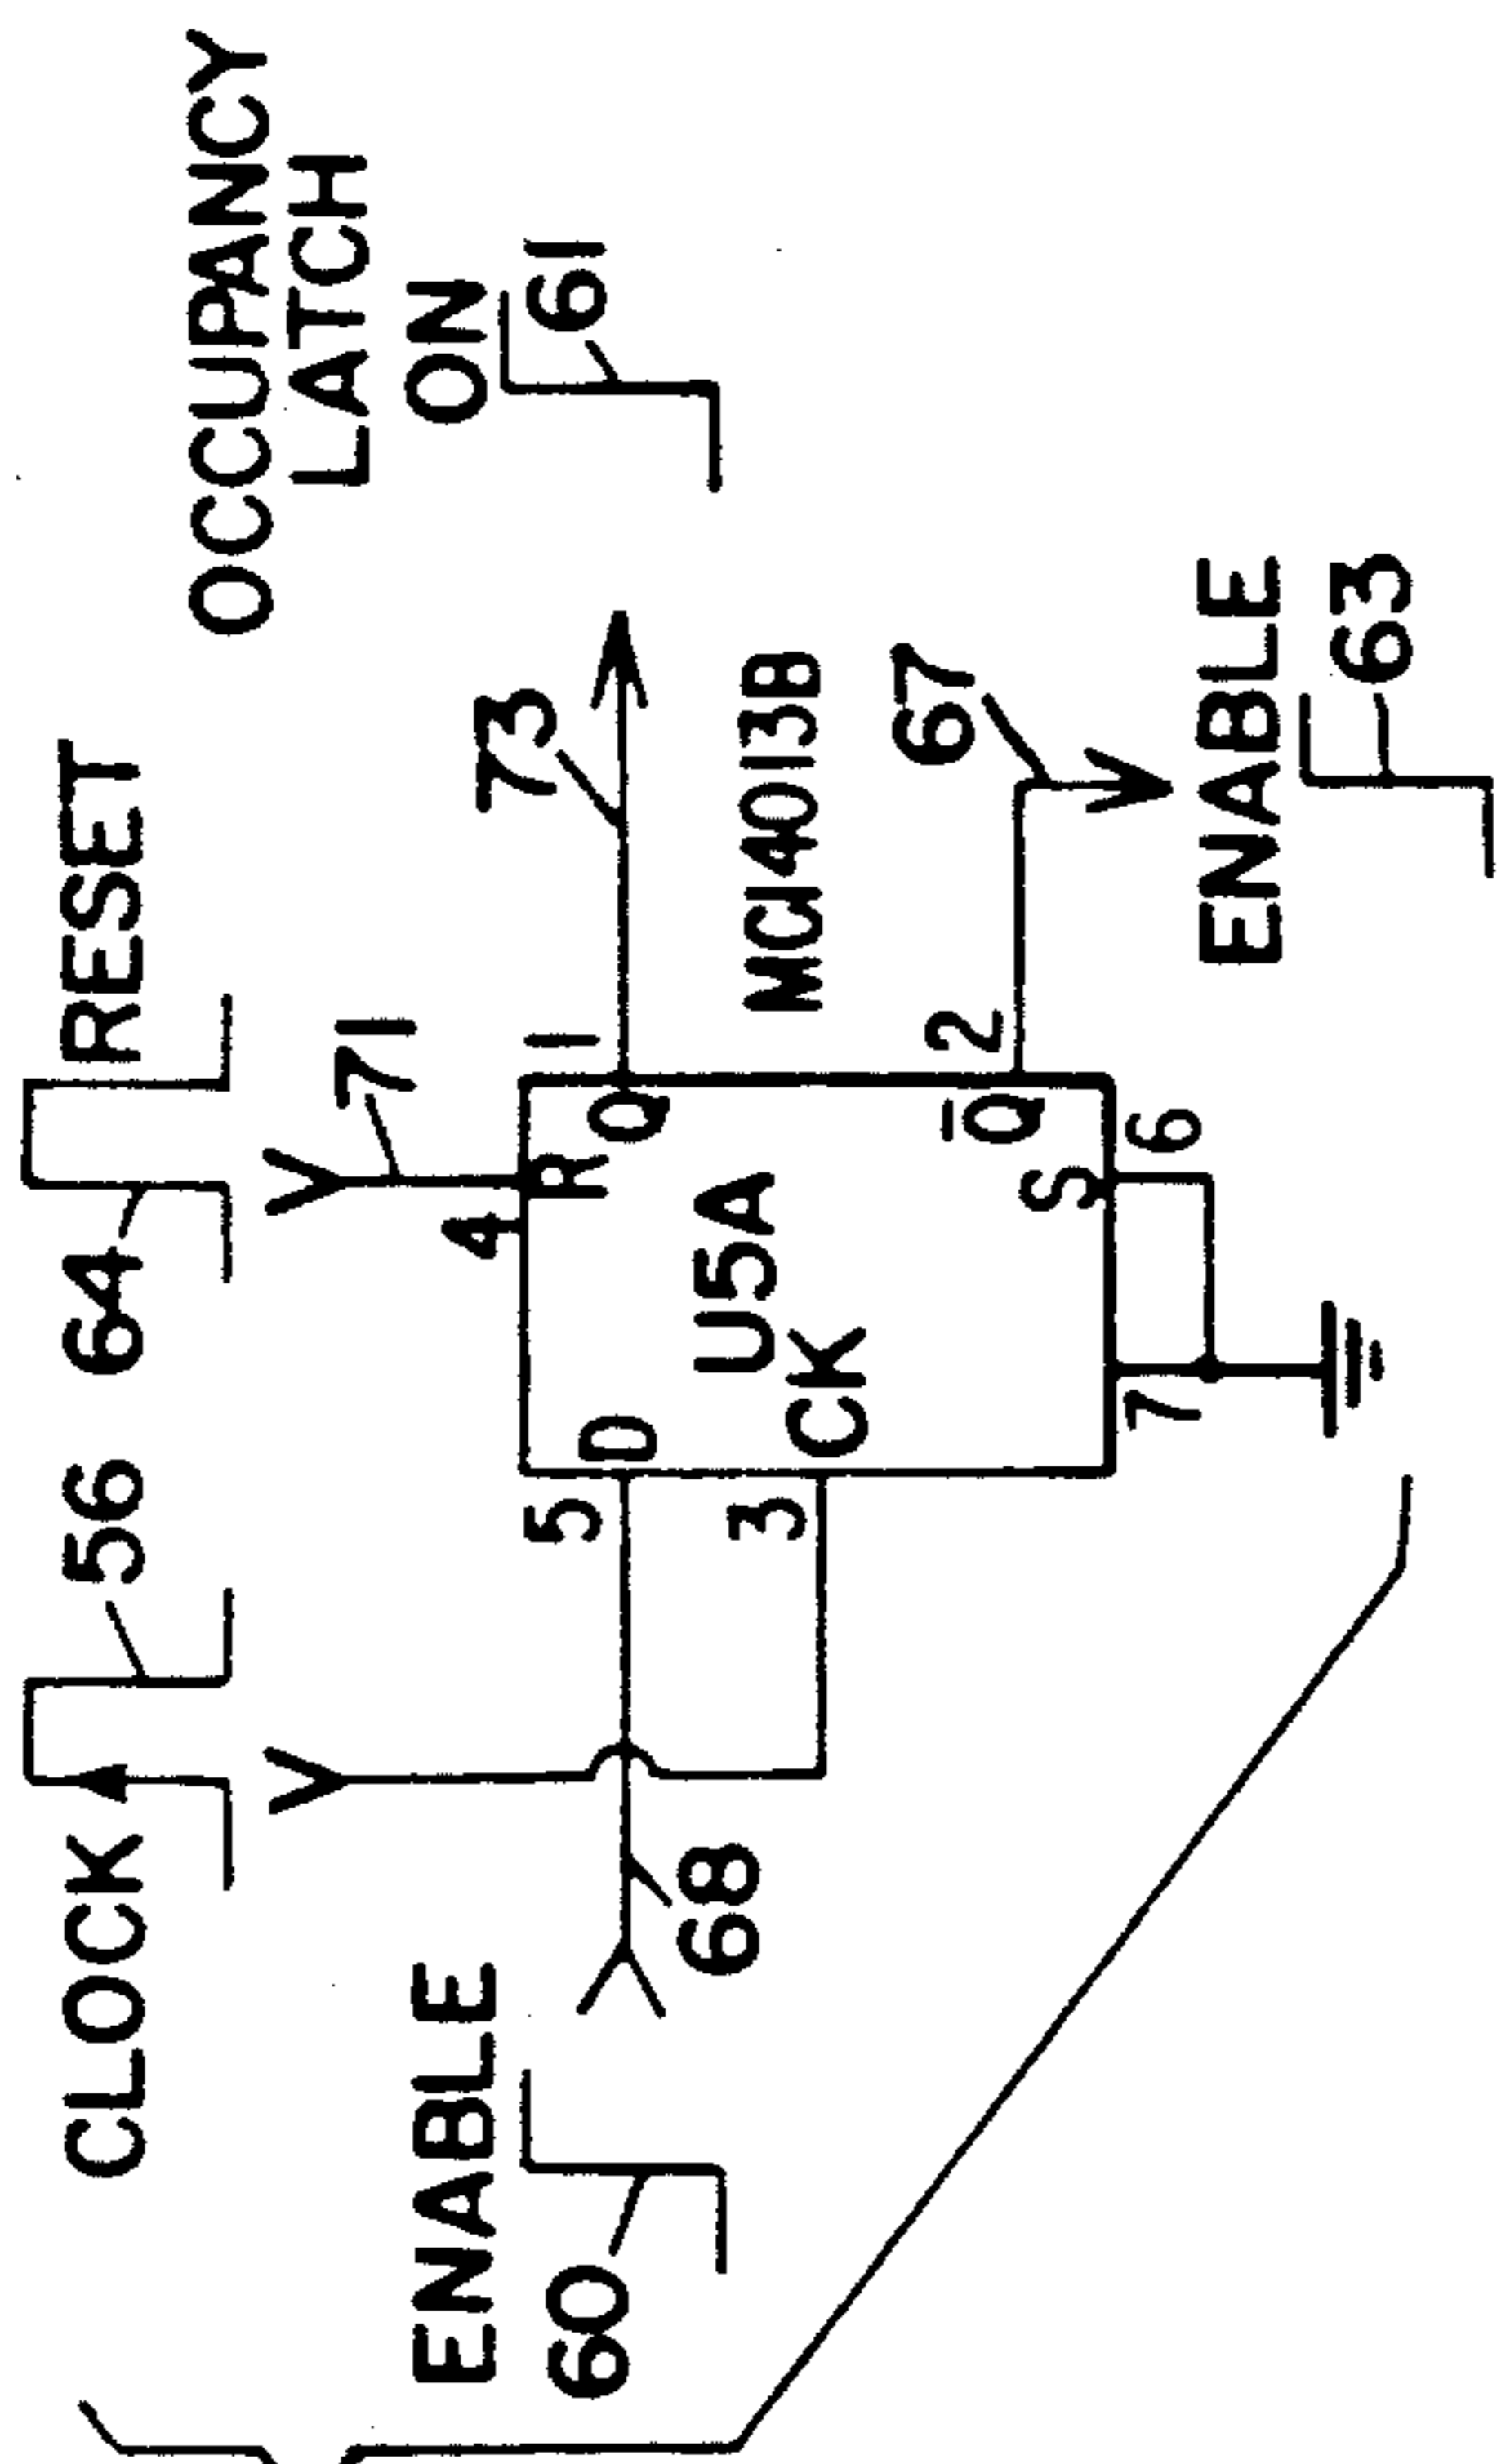 CLOCK
56
64
RESET
71
OCCUPANCY
LATCH
ON
61
ENABLE
60
68
5
D
3
CK
4
R
U5A
Q
1
73
MC14013B
Q̅
2
67
S
6
7
ENABLE
63